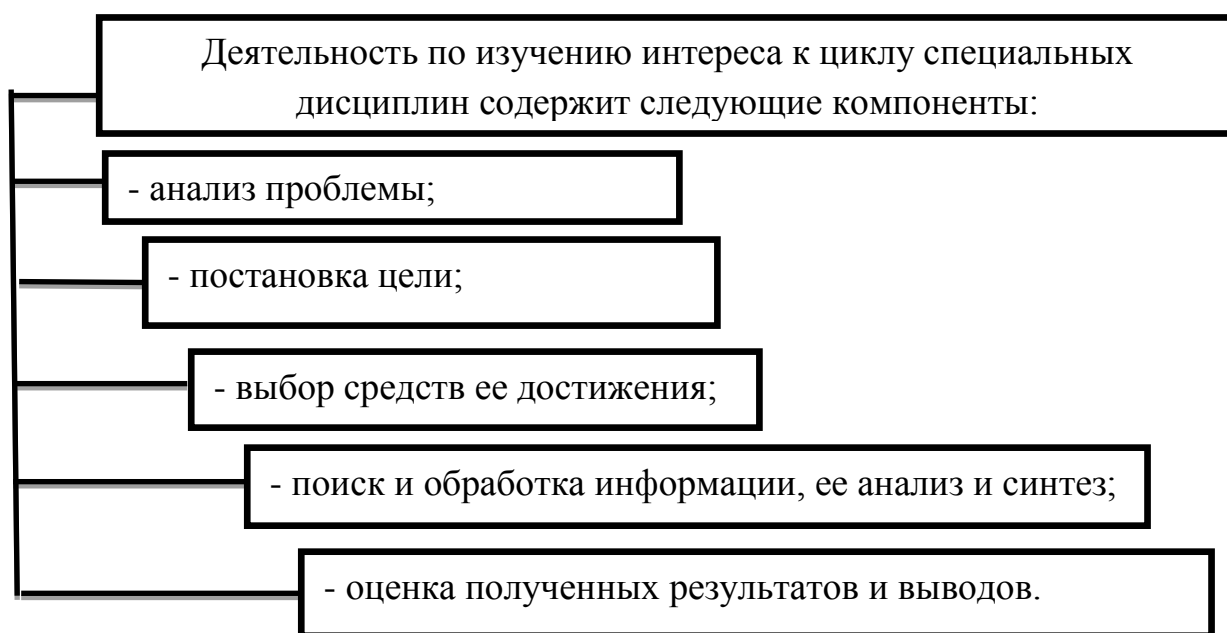 Деятельность по изучению интереса к циклу специальных
дисциплин содержит следующие компоненты:
- анализ проблемы;
- постановка цели;
- выбор средств ее достижения;
- поиск и обработка информации, ее анализ и синтез;
- оценка полученных результатов и выводов.